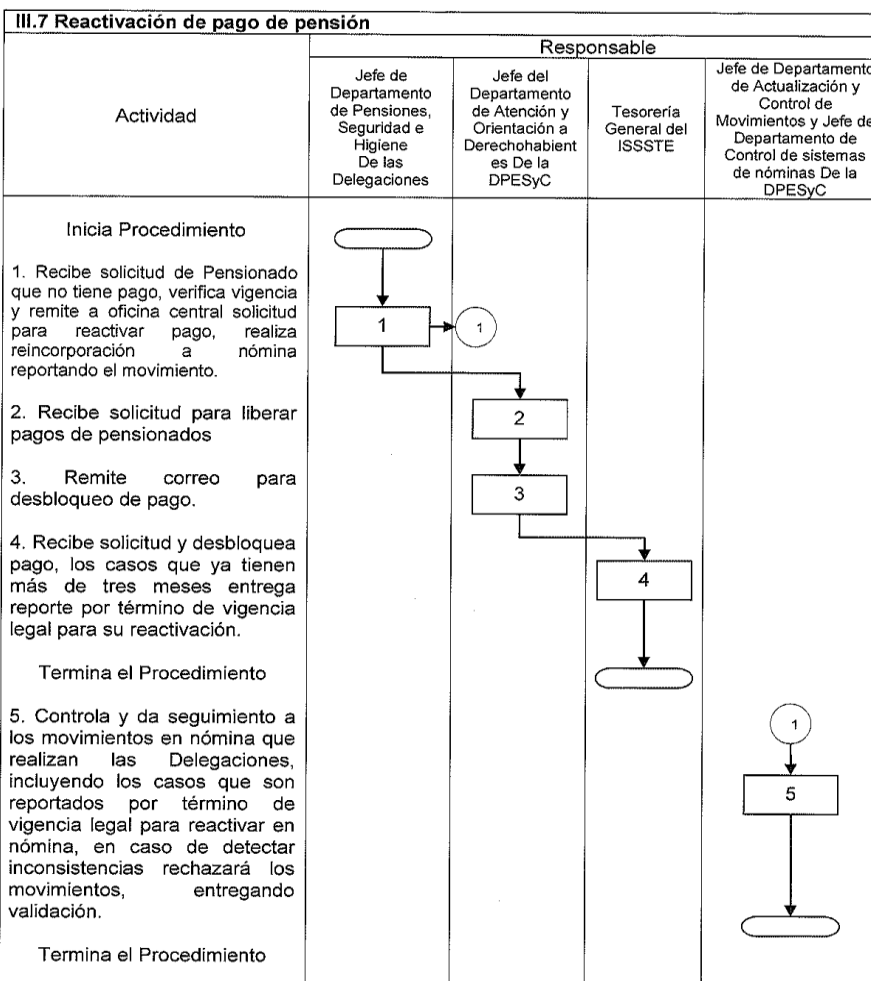 III.7 Reactivación de pago de pensión
Responsable
Actividad
Jefe de
Departamento
de Pensiones,
Seguridad e
Higiene
De las
Delegaciones
Jefe del
Departamento
de Atención y
Orientación a
Derechohabient
es De la
DPESyC
Tesorería
General del
ISSSTE
Jefe de Departamento
de Actualización y
Control de
Movimientos y Jefe de
Departamento de
Control de sistemas
de nóminas De la
DPESyC
Inicia Procedimiento
1. Recibe solicitud de Pensionado
que no tiene pago, verifica vigencia
y remite a oficina central solicitud
para reactivar pago, realiza
reincorporación a nómina
reportando el movimiento.
1
1
2. Recibe solicitud para liberar
pagos de pensionados
2
3. Remite correo para
desbloqueo de pago.
3
4. Recibe solicitud y desbloquea
pago, los casos que ya tienen
más de tres meses entrega
reporte por término de vigencia
legal para su reactivación.
4
Termina el Procedimiento
5. Controla y da seguimiento a
los movimientos en nómina que
realizan las Delegaciones,
incluyendo los casos que son
reportados por término de
vigencia legal para reactivar en
nómina, en caso de detectar
inconsistencias rechazará los
movimientos, entregando
validación.
1
5
Termina el Procedimiento